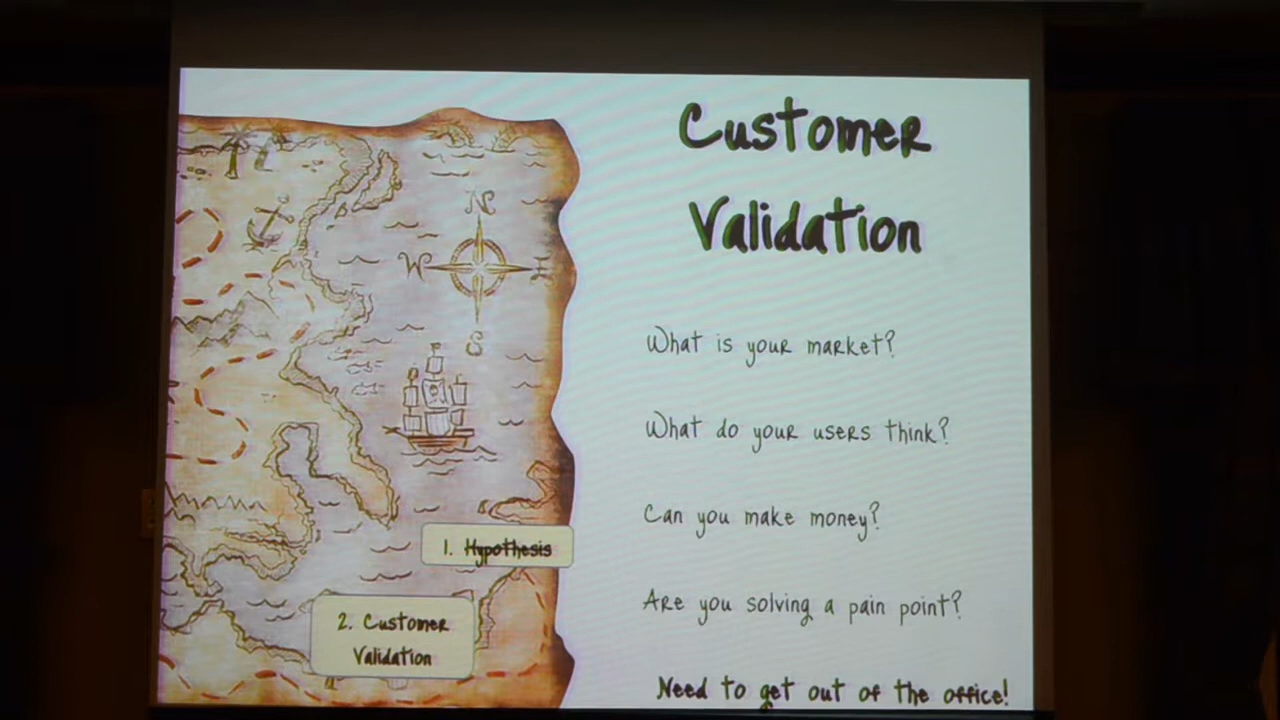 Customer
Validation
N
W
E
S
What is your market?
What do your users think?
Can you make money?
Are you solving a pain point?
Need to get out of the office!
1. Hypothesis
2. Customer
Validation